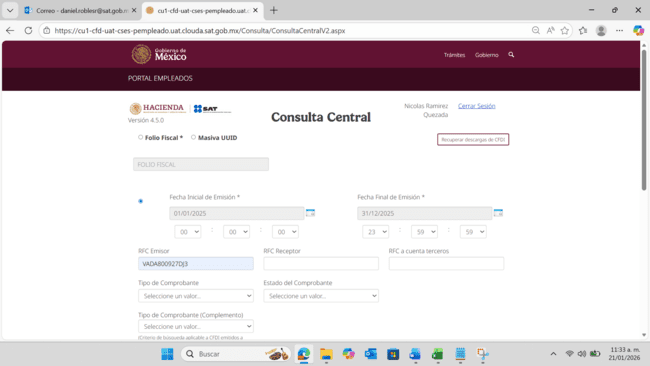 Correo - daniel.roblesr@sat.gob.m
cu1-cfd-uat-cses-pempleado.uat
https://cu1-cfd-uat-cses-pempleado.uat.clouda.sat.gob.mx/Consulta/ConsultaCentralV2.aspx
Gobierno de
México
Trámites
Gobierno
PORTAL EMPLEADOS
HACIENDA
SAT
Versión 4.5.0
Consulta Central
Nicolas Ramirez
Quezada
Cerrar Sesión
Folio Fiscal *
Masiva UUID
Recuperar descargas de CFDI
FOLIO FISCAL
Fecha Inicial de Emisión *
Fecha Final de Emisión *
01/01/2025
31/12/2025
00 : 00 : 00
23 : 59 : 59
RFC Emisor
RFC Receptor
RFC a cuenta terceros
VADA800927DJ3
Tipo de Comprobante
Estado del Comprobante
Seleccione un valor...
Seleccione un valor...
Tipo de Comprobante (Complemento)
Seleccione un valor...
(Criterio de búsqueda aplicable a CFDI emitidos a
Buscar
11:33 a. m.
21/01/2026